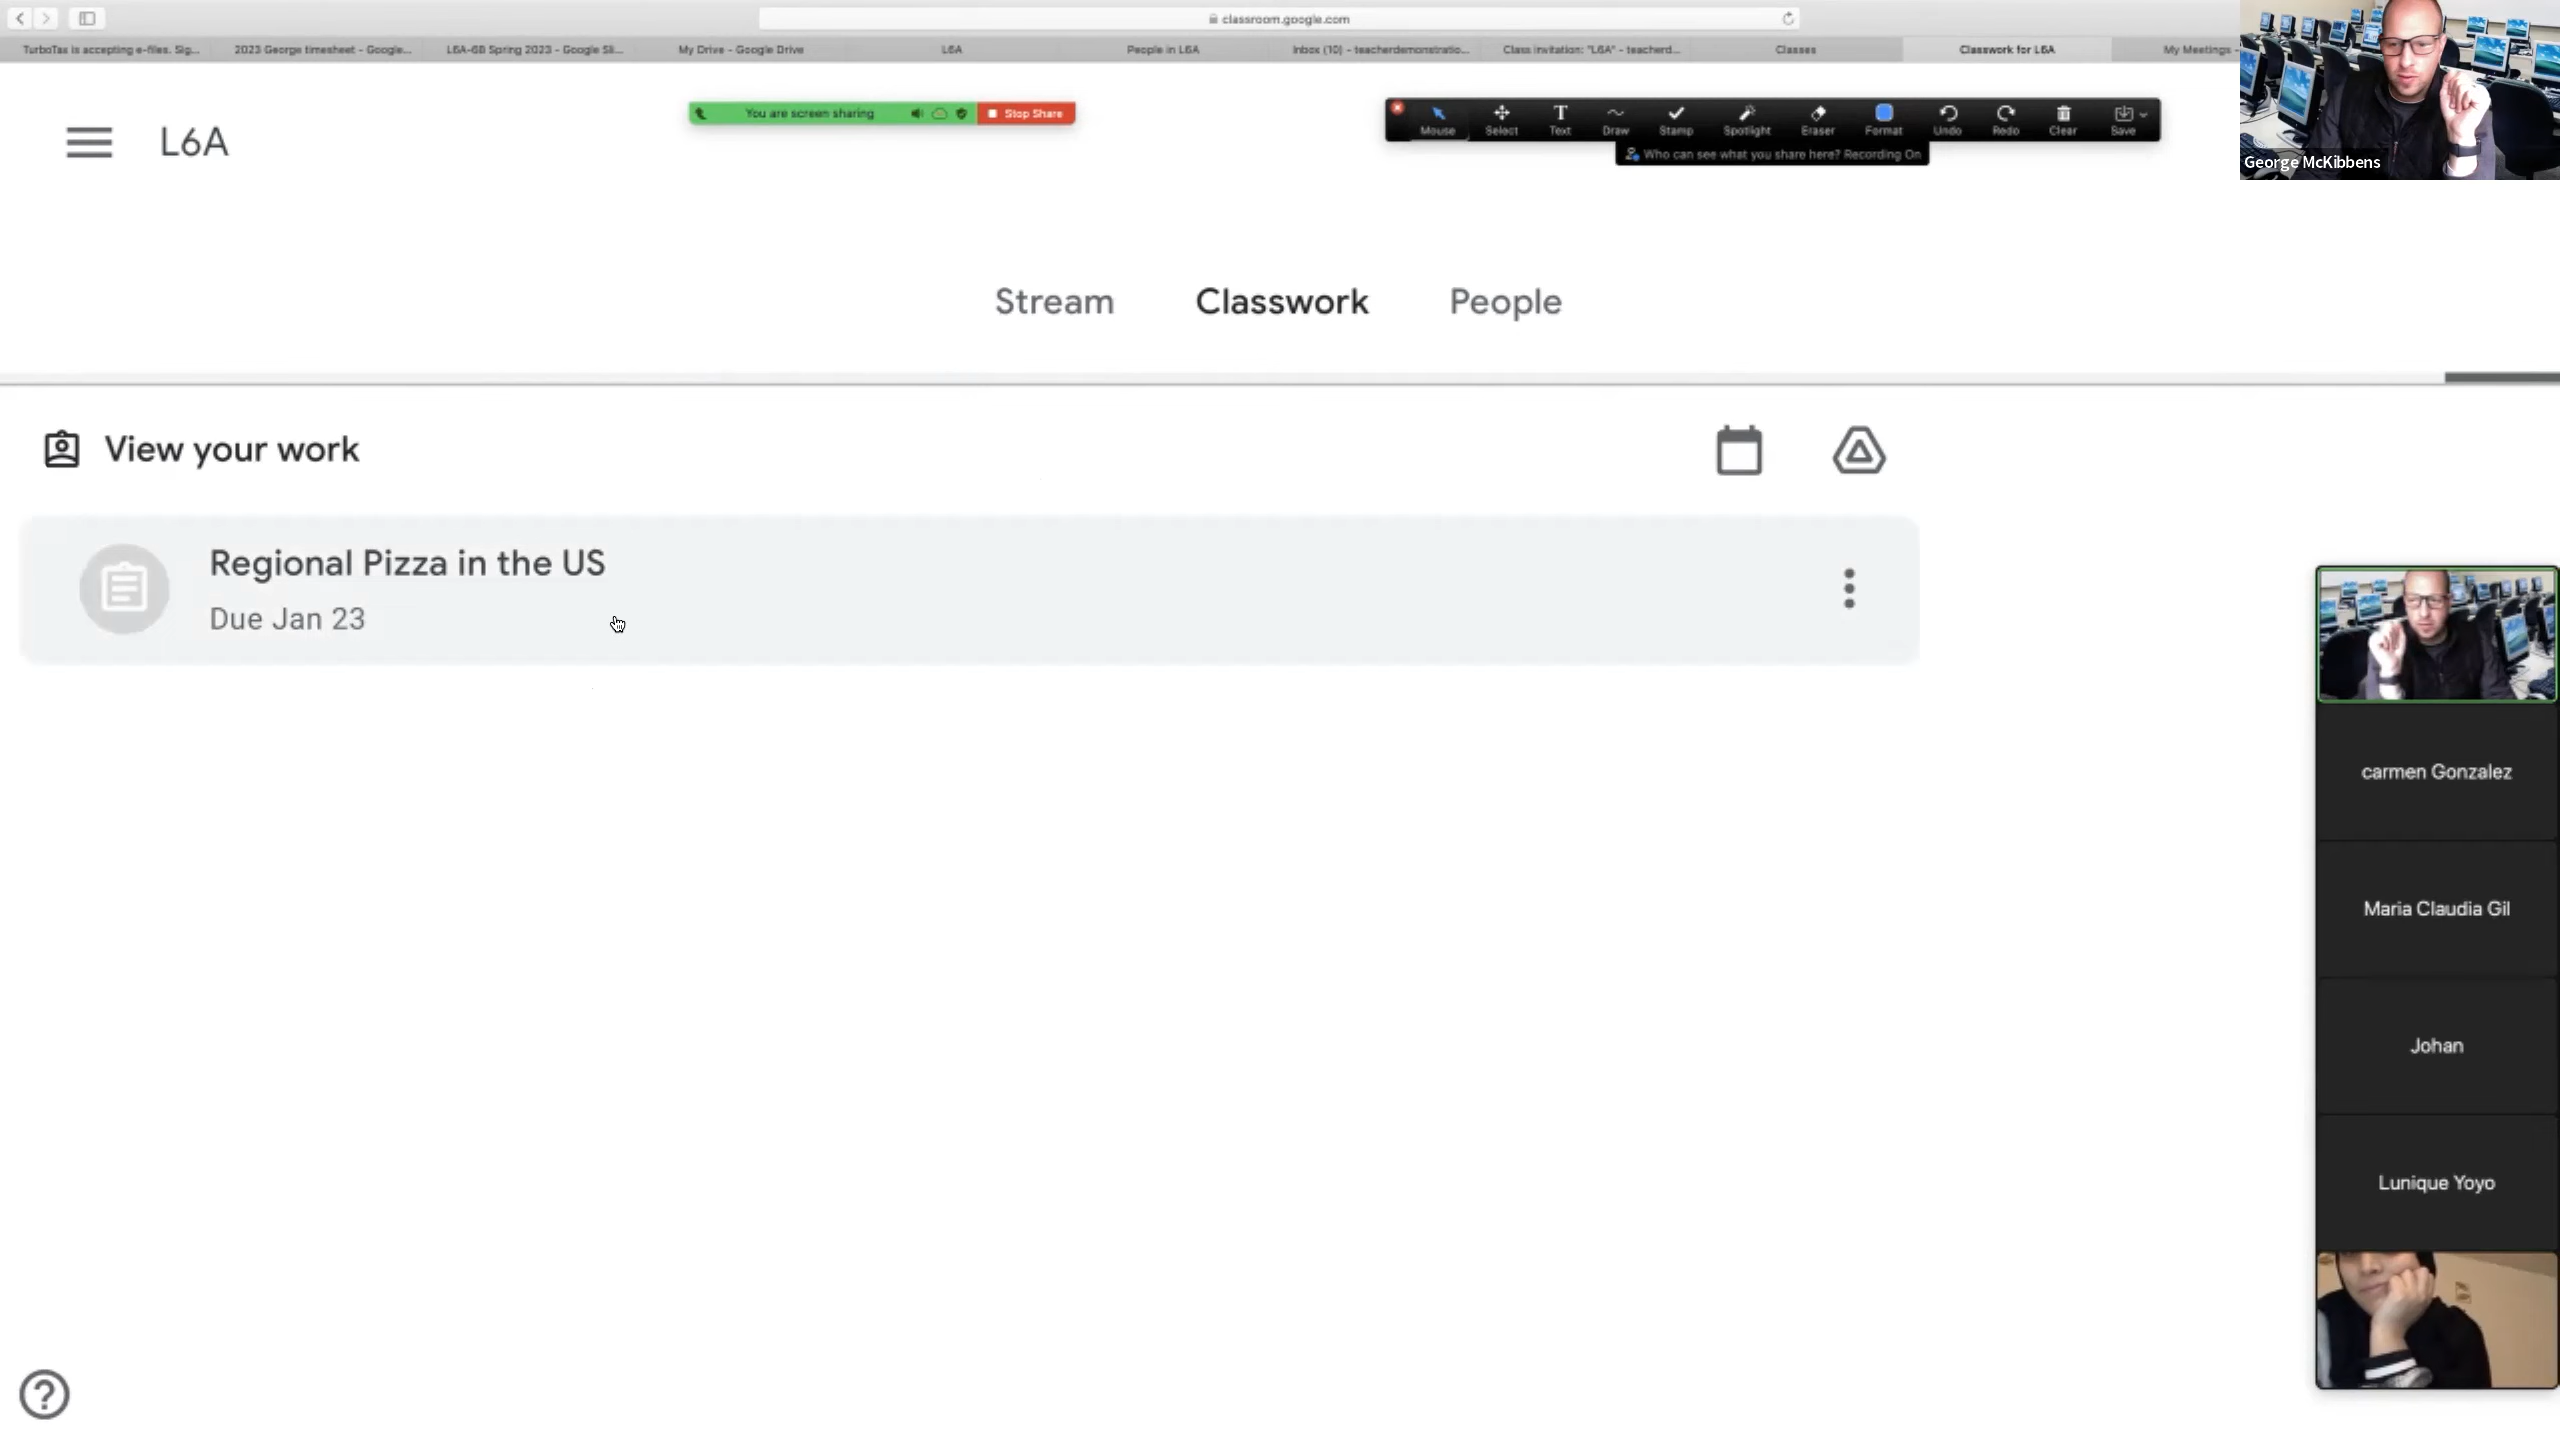 classroom.google.com
TurboTax is accepting e-files. Sig...
2023 George timesheet - Google...
L6A-6B Spring 2023 - Google Sli...
My Drive - Google Drive
L6A
People in L6A
Inbox (10) - teacherdemonstratio...
Class invitation: "L6A" - teacherd...
Classes
Classwork for L6A
My Meetings -
George McKibbens
You are screen sharing
Stop Share
Mouse
Select
Text
Draw
Stamp
Spotlight
Eraser
Format
Undo
Redo
Clear
Save
Who can see what you share here? Recording On
L6A
Stream
Classwork
People
View your work
Regional Pizza in the US
Due Jan 23
carmen Gonzalez
Maria Claudia Gil
Johan
Lunique Yoyo